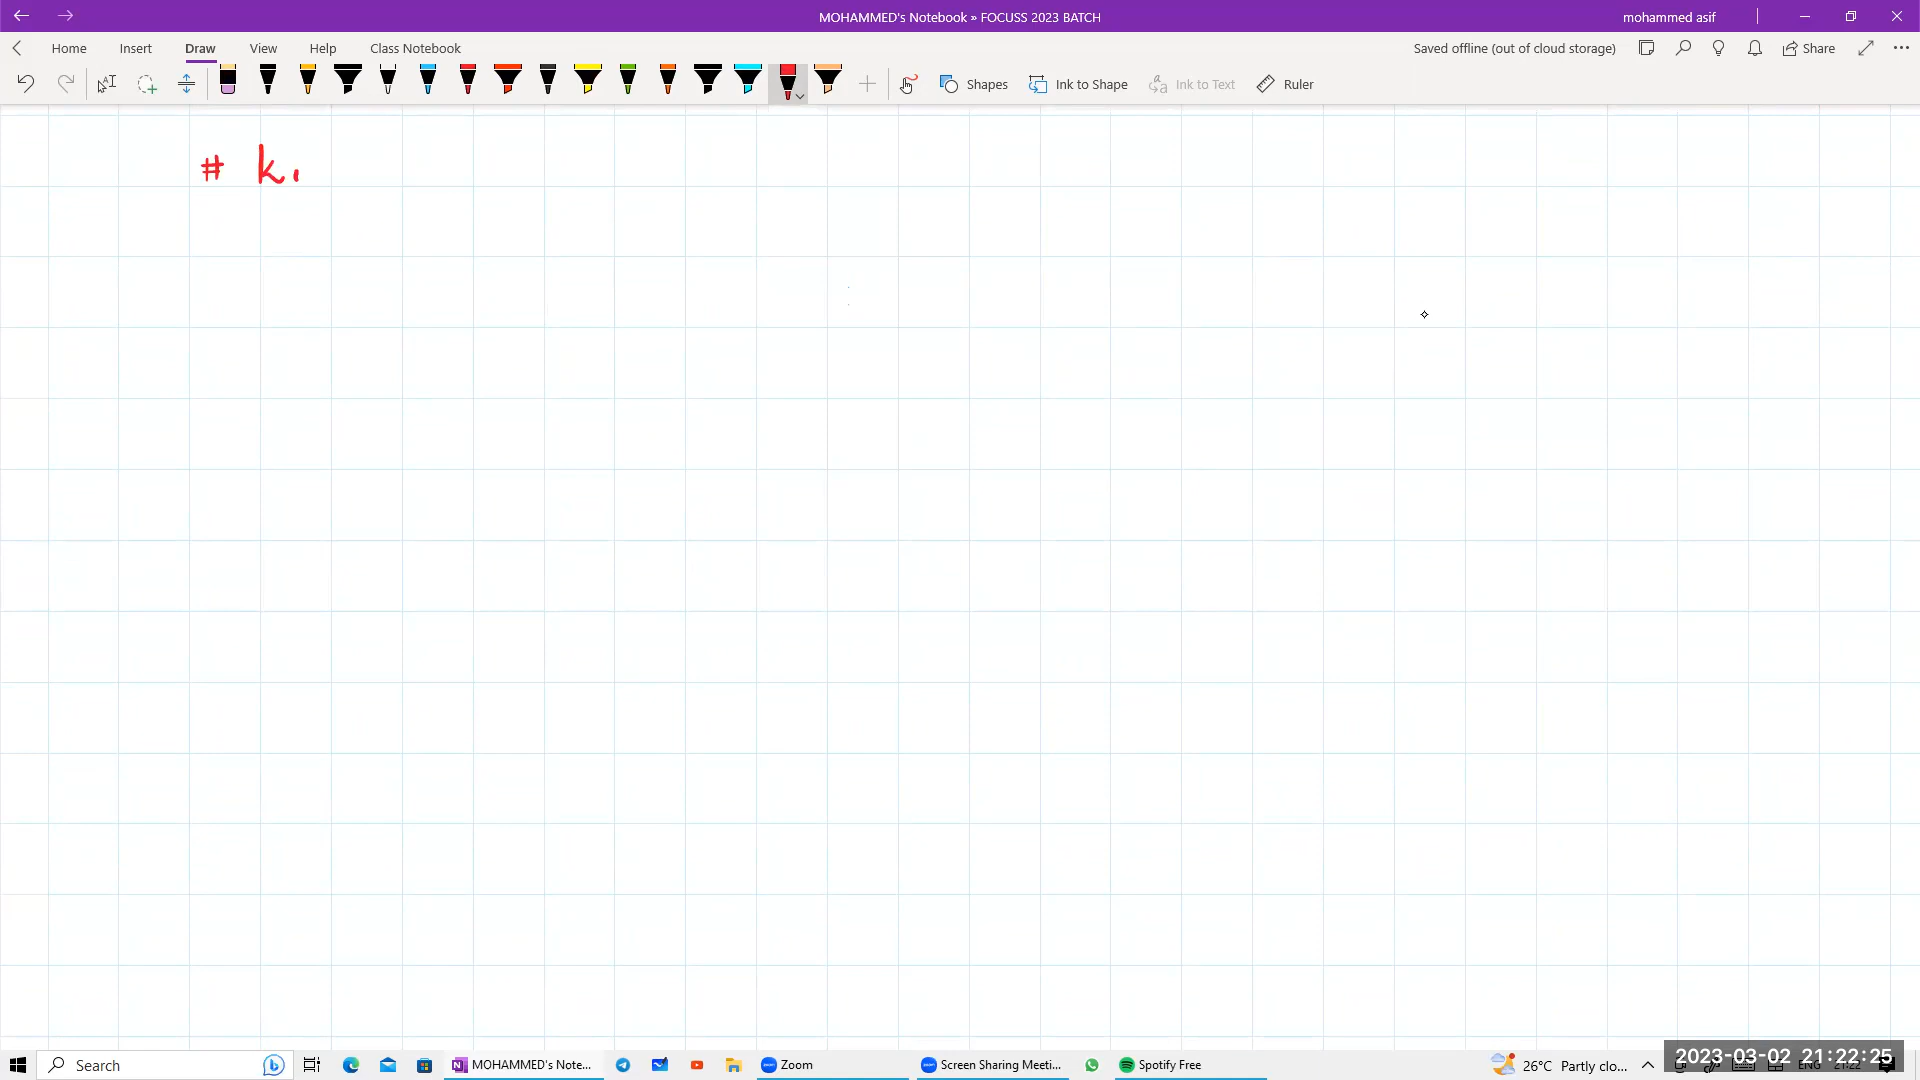 MOHAMMED's Notebook » FOCUSS 2023 BATCH
mohammed asif
Home Insert Draw View Help Class Notebook
Saved offline (out of cloud storage)
Share
Shapes
Ink to Shape
Ink to Text
Ruler
# k
Search
MOHAMMED's Note...
Zoom
Screen Sharing Meeti...
Spotify Free
26°C Partly clo...
2023-03-02 21:22:25